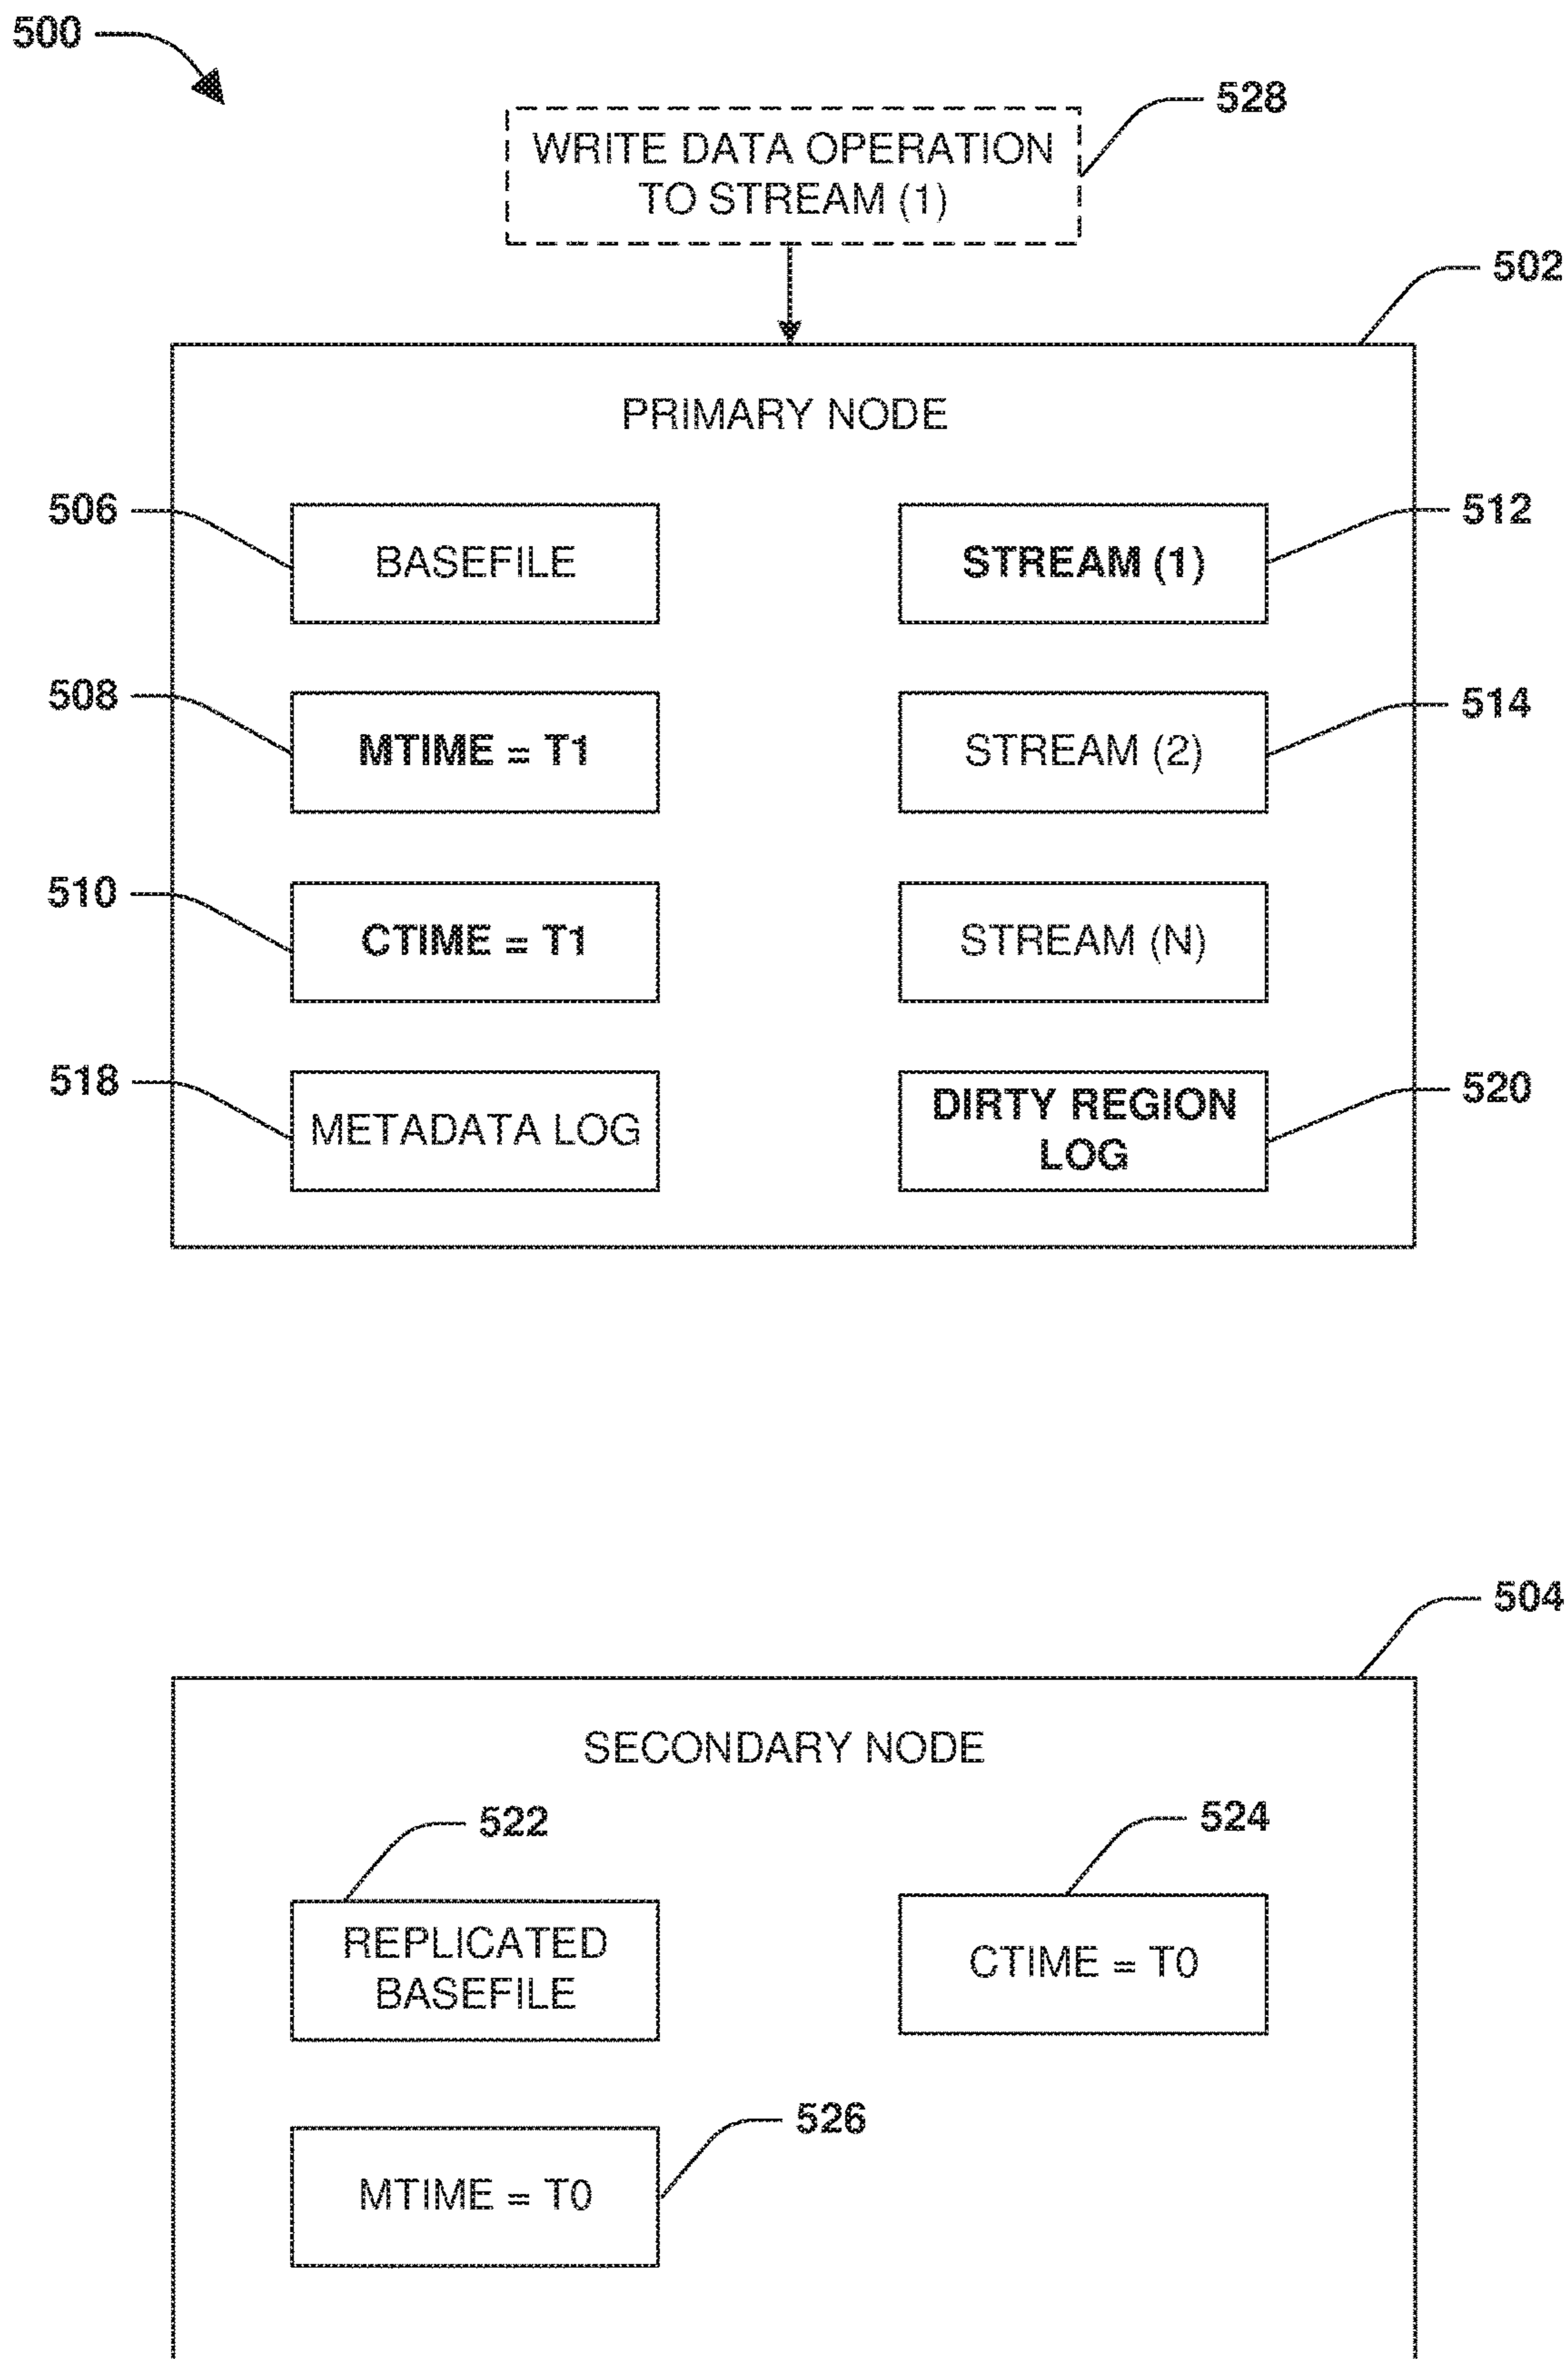 500
528
WRITE DATA OPERATION
TO STREAM (1)
502
PRIMARY NODE
506
BASEFILE
STREAM (1)
512
508
MTIME = T1
STREAM (2)
514
510
CTIME = T1
STREAM (N)
518
METADATA LOG
DIRTY REGION
LOG
520
504
SECONDARY NODE
522
524
REPLICATED
BASEFILE
CTIME = T0
526
MTIME = T0